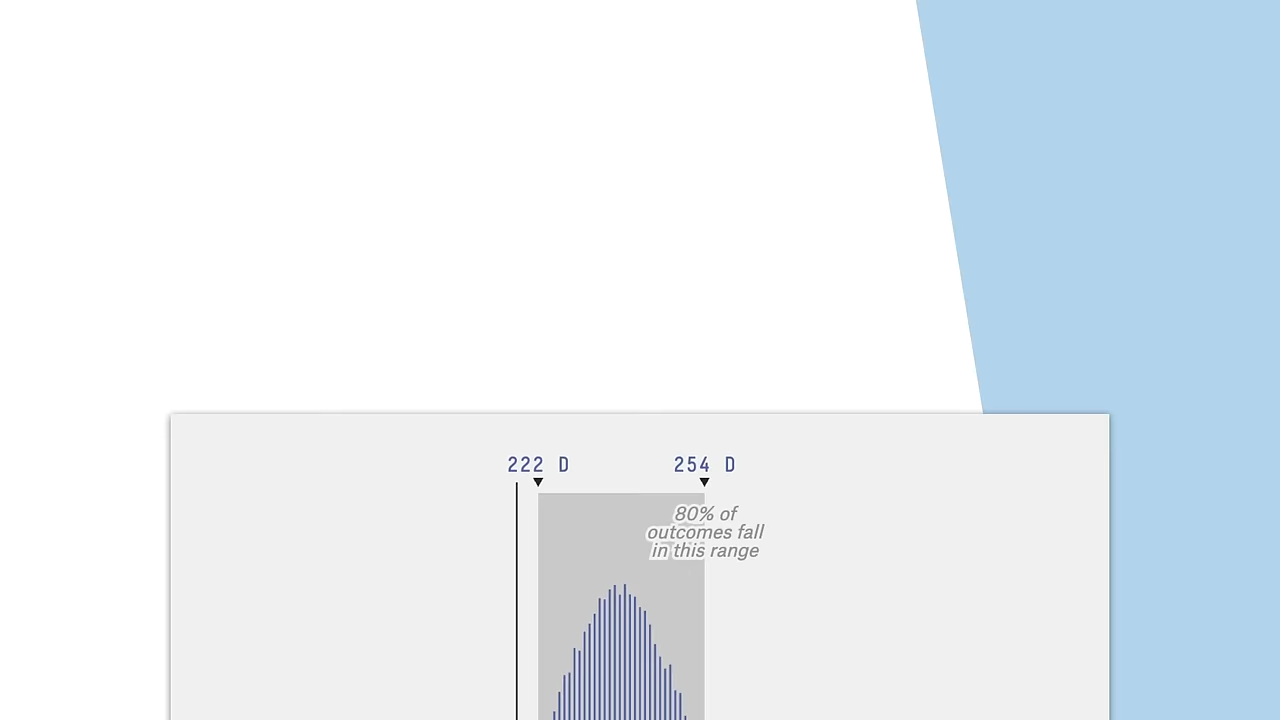 222 D 254 D
80% of
outcomes fall
in this range